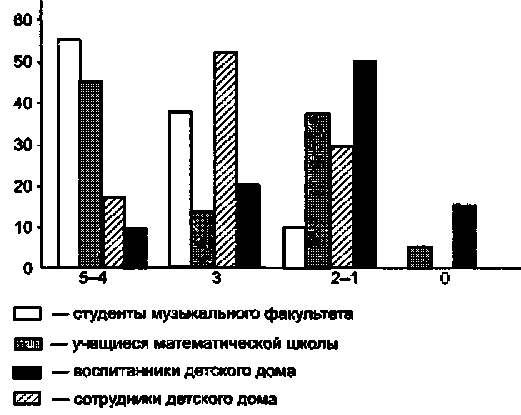 60
50
40
30
20
10
0
5–4 3 2–1 0
— студенты музыкального факультета
— учащиеся математической школы
— воспитанники детского дома
— сотрудники детского дома